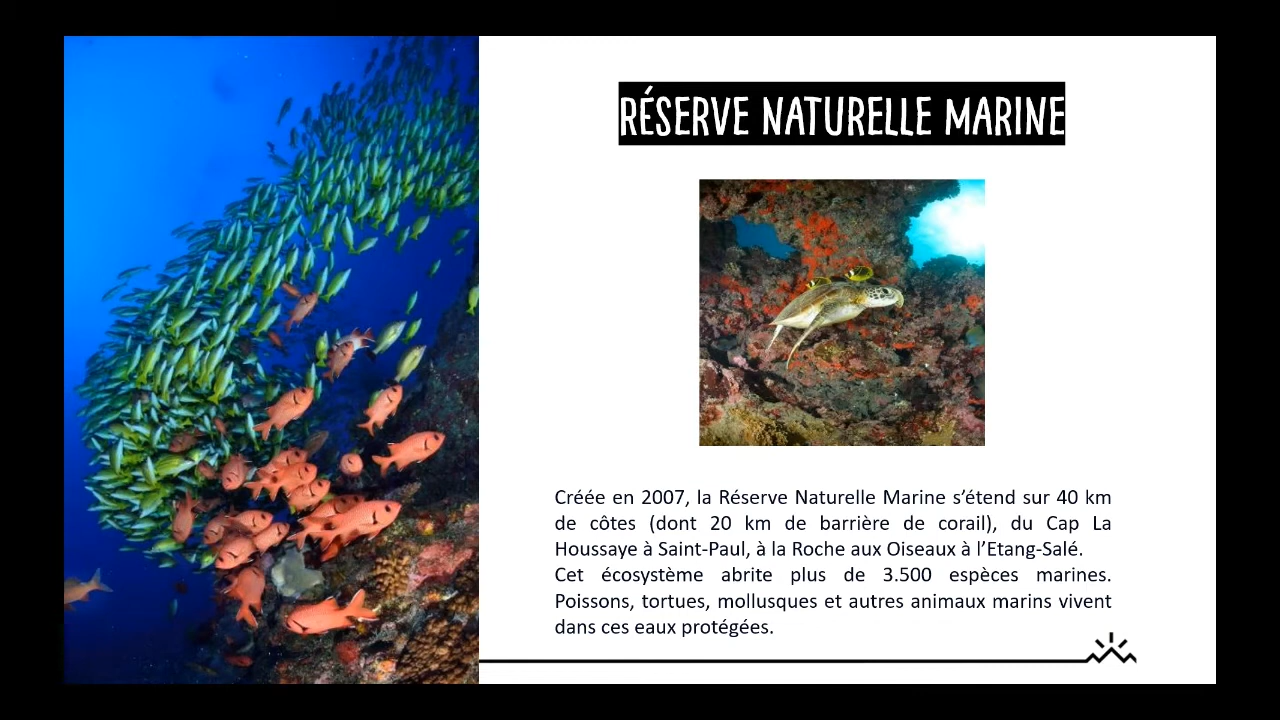 RÉSERVE NATURELLE MARINE
Créée en 2007, la Réserve Naturelle Marine s’étend sur 40 km
de côtes (dont 20 km de barrière de corail), du Cap La
Houssaye à Saint-Paul, à la Roche aux Oiseaux à l’Etang-Salé.
Cet écosystème abrite plus de 3.500 espèces marines.
Poissons, tortues, mollusques et autres animaux marins vivent
dans ces eaux protégées.